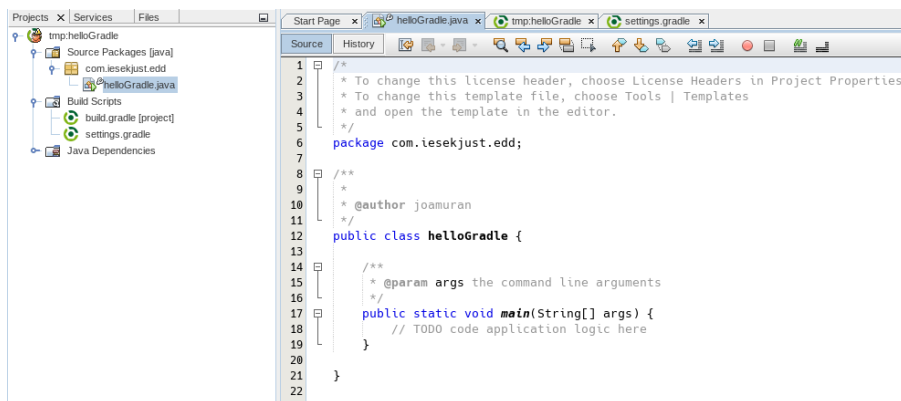 Projects Services Files
tmp:helloGradle
Source Packages [java]
com.iesekjust.edd
helloGradle.java
Build Scripts
build.gradle [project]
settings.gradle
Java Dependencies
Start Page helloGradle.java tmp:helloGradle settings.gradle
Source History
1 /*
2 * To change this license header, choose License Headers in Project Properties
3 * To change this template file, choose Tools | Templates
4 * and open the template in the editor.
5 */
6 package com.iesekjust.edd;
7
8 /**
9 *
10 * @author joamuran
11 */
12 public class helloGradle {
13
14 /**
15 * @param args the command line arguments
16 */
17 public static void main(String[] args) {
18 // TODO code application logic here
19 }
20
21 }
22